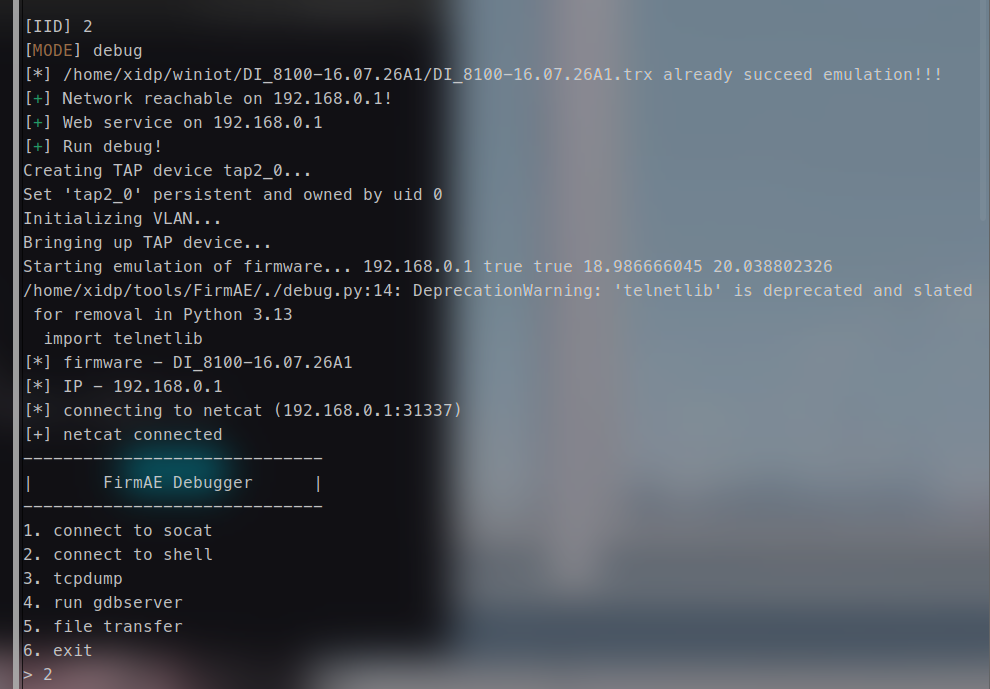 [IID] 2
[MODE] debug
[*] /home/xidp/winiot/DI_8100-16.07.26A1/DI_8100-16.07.26A1.trx already succeed emulation!!!
[+] Network reachable on 192.168.0.1!
[+] Web service on 192.168.0.1
[+] Run debug!
Creating TAP device tap2_0...
Set 'tap2_0' persistent and owned by uid 0
Initializing VLAN...
Bringing up TAP device...
Starting emulation of firmware... 192.168.0.1 true true 18.986666045 20.038802326
/home/xidp/tools/FirmAE/./debug.py:14: DeprecationWarning: 'telnetlib' is deprecated and slated
 for removal in Python 3.13
  import telnetlib
[*] firmware - DI_8100-16.07.26A1
[*] IP - 192.168.0.1
[*] connecting to netcat (192.168.0.1:31337)
[+] netcat connected
------------------------------
|       FirmAE Debugger      |
------------------------------
1. connect to socat
2. connect to shell
3. tcpdump
4. run gdbserver
5. file transfer
6. exit
> 2